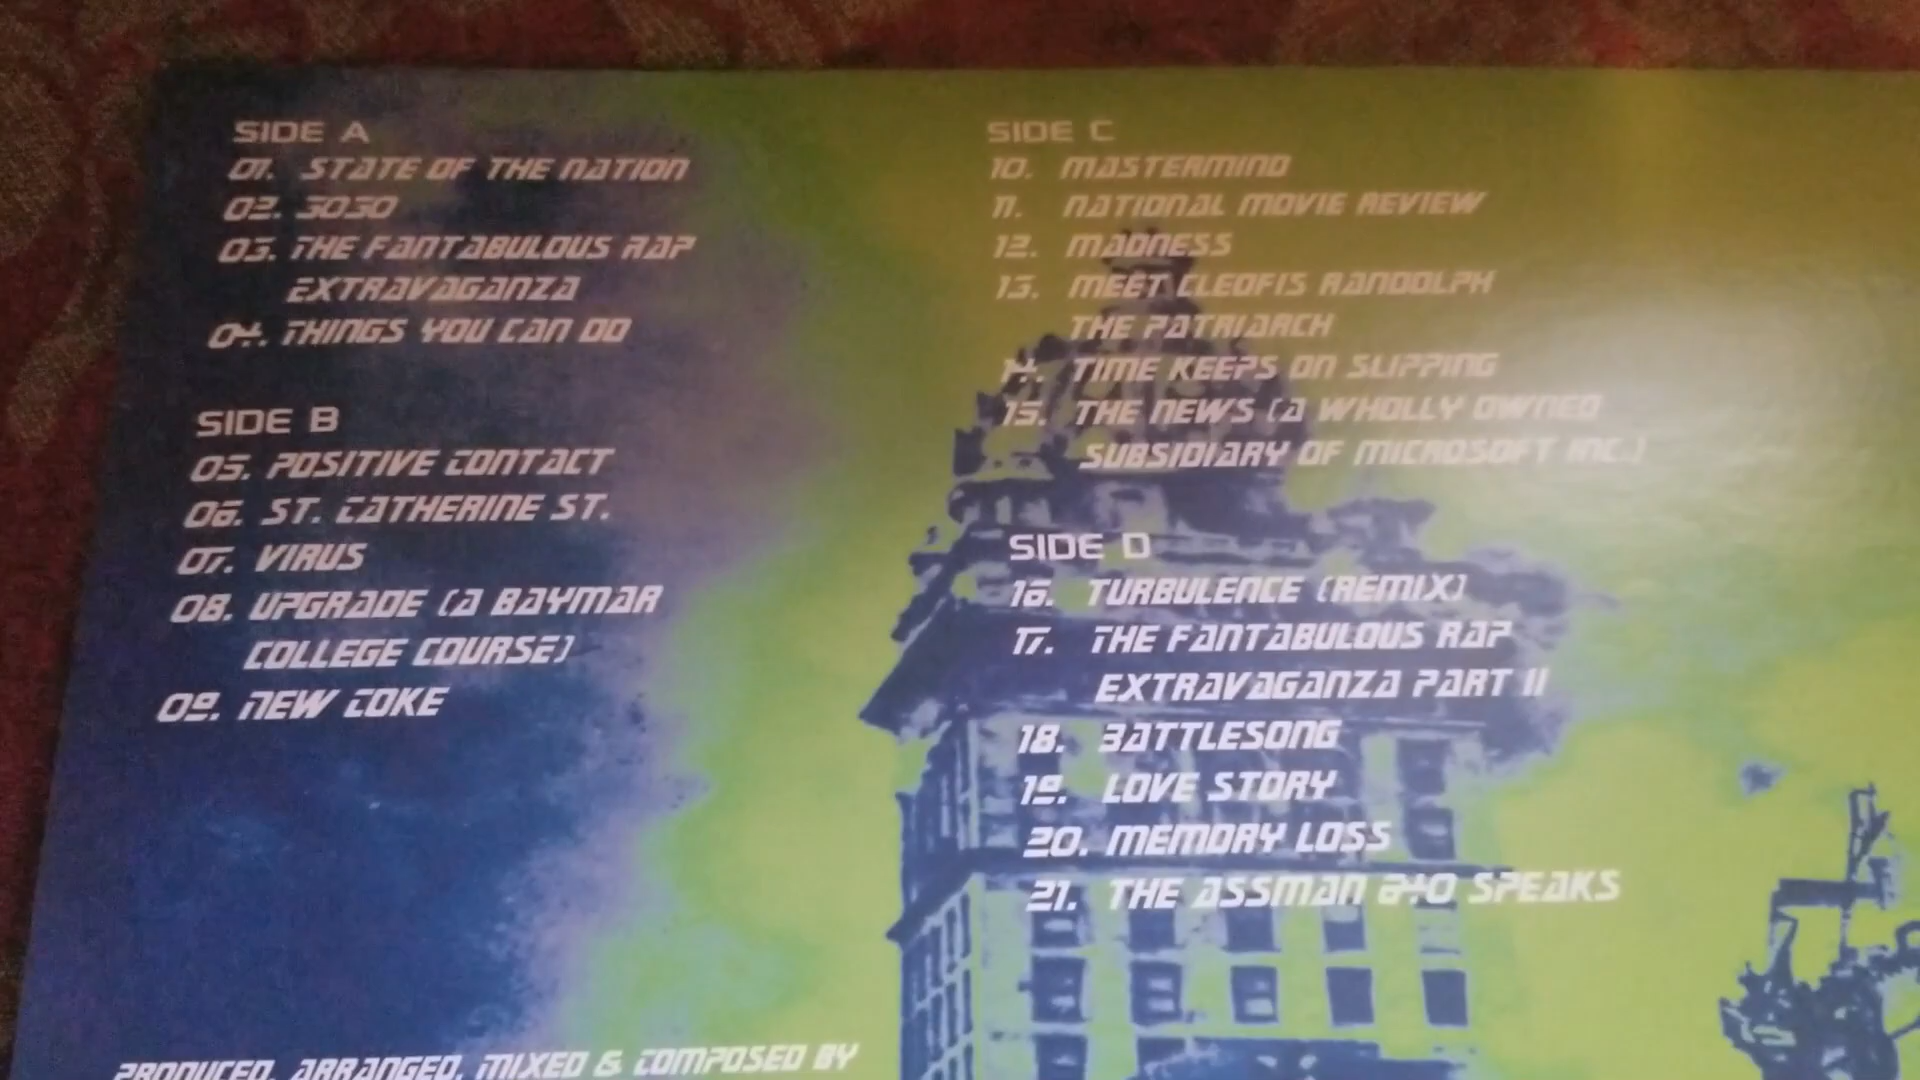 SIDE A
01. STATE OF THE NATION
02. 3030
03. THE FANTABULOUS RAP
EXTRAVAGANZA
04. THINGS YOU CAN DO
SIDE B
05. POSITIVE CONTACT
06. ST. CATHERINE ST.
07. VIRUS
08. UPGRADE (A BAYMAR
COLLEGE COURSE)
09. NEW COKE
SIDE C
10. MASTERMIND
11. NATIONAL MOVIE REVIEW
12. MADNESS
13. MEET CLEOFIS RANDOLPH
THE PATRIARCH
14. TIME KEEPS ON SLIPPING
15. THE NEWS (A WHOLLY OWNED
SUBSIDIARY OF MICROSOFT INC.)
SIDE D
16. TURBULENCE (REMIX)
17. THE FANTABULOUS RAP
EXTRAVAGANZA PART II
18. BATTLESONG
19. LOVE STORY
20. MEMORY LOSS
21. THE ASSMAN 640 SPEAKS
PRODUCED, ARRANGED, MIXED & COMPOSED BY